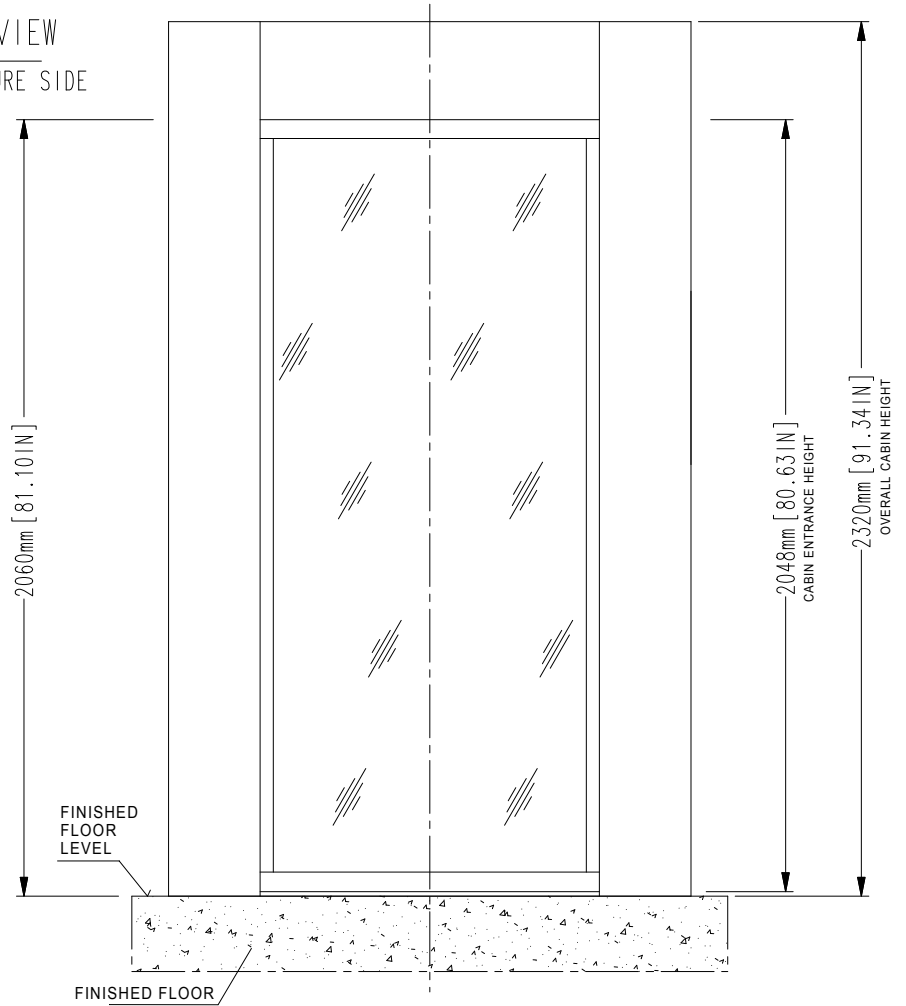 VIEW
SIDE
2060mm [81.10IN]
2048mm [80.63IN]
CABIN ENTRANCE HEIGHT
2320mm [91.34IN]
OVERALL CABIN HEIGHT
FINISHED
FLOOR
LEVEL
FINISHED FLOOR